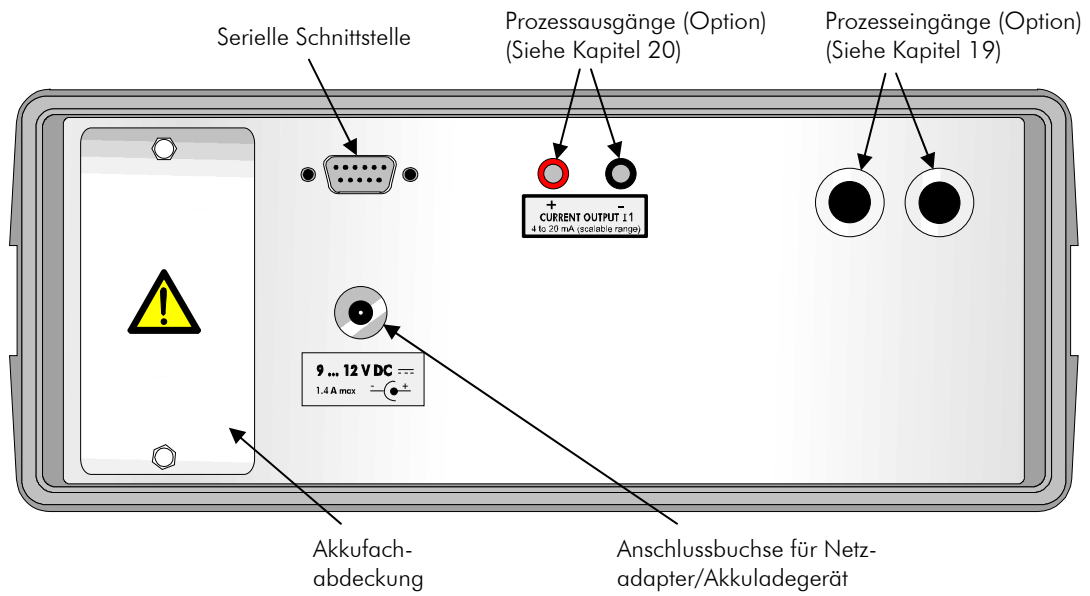 Serielle Schnittstelle
Prozessausgänge (Option)
(Siehe Kapitel 20)
Prozesseingänge (Option)
(Siehe Kapitel 19)
+ -
CURRENT OUTPUT I1
4 to 20 mA (scalable range)
9 ... 12 V DC
1.4 A max - +
Akkufach-
abdeckung
Anschlussbuchse für Netz-
adapter/Akkuladegerät